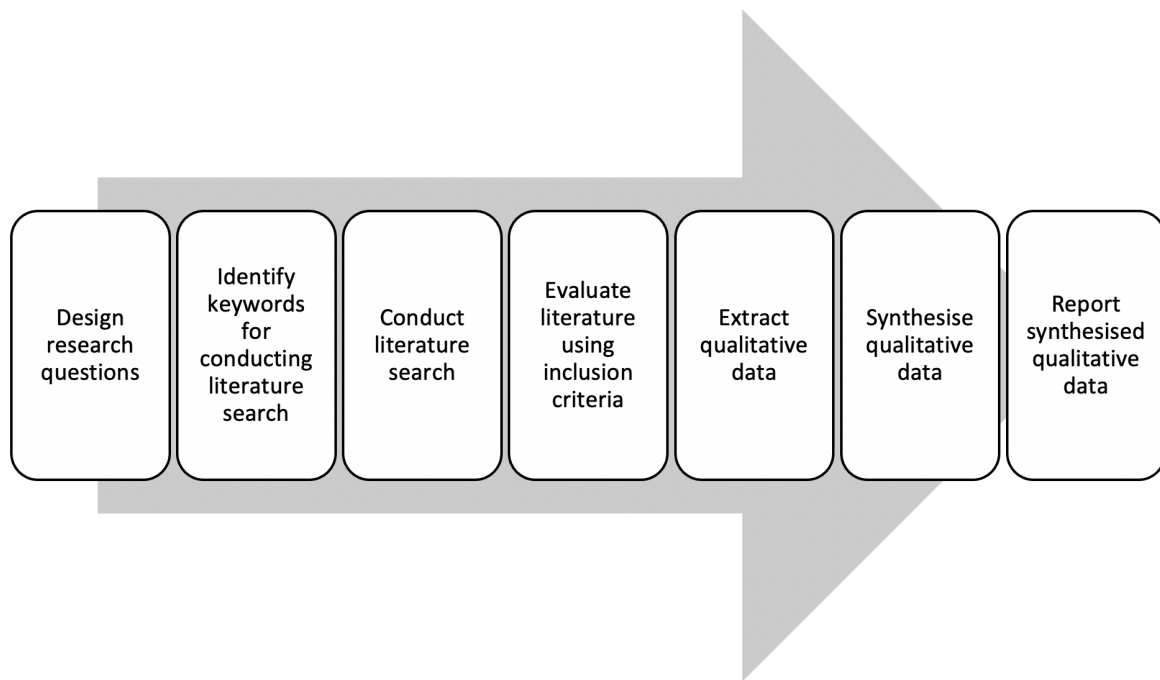 Design
research
questions
Identify
keywords
for
conducting
literature
search
Conduct
literature
search
Evaluate
literature
using
inclusion
criteria
Extract
qualitative
data
Synthesise
qualitative
data
Report
synthesised
qualitative
data